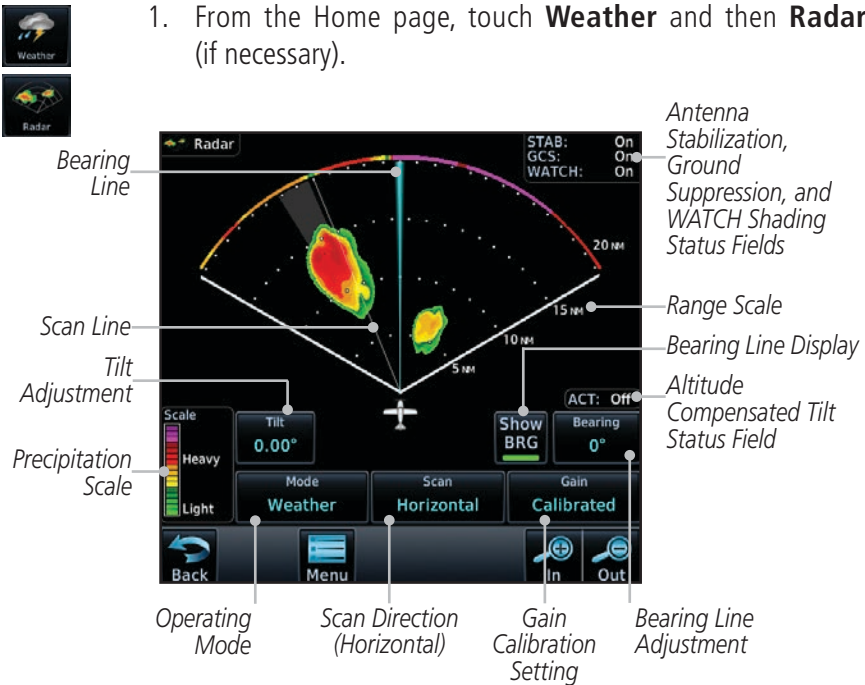 1. From the Home page, touch Weather and then Radar
(if necessary).
Weather
Radar
Bearing
Line
Scan Line
Tilt
Adjustment
Precipitation
Scale
Radar
STAB: On
GCS: On
WATCH: On
20 NM
15 NM
10 NM
5 NM
ACT: Off
Scale
Heavy
Light
Tilt
0.00°
Show
BRG
Bearing
0°
Mode
Weather
Scan
Horizontal
Gain
Calibrated
Back
Menu
In
Out
Antenna
Stabilization,
Ground
Suppression, and
WATCH Shading
Status Fields
Range Scale
Bearing Line Display
Altitude
Compensated Tilt
Status Field
Operating
Mode
Scan Direction
(Horizontal)
Gain
Calibration
Setting
Bearing Line
Adjustment